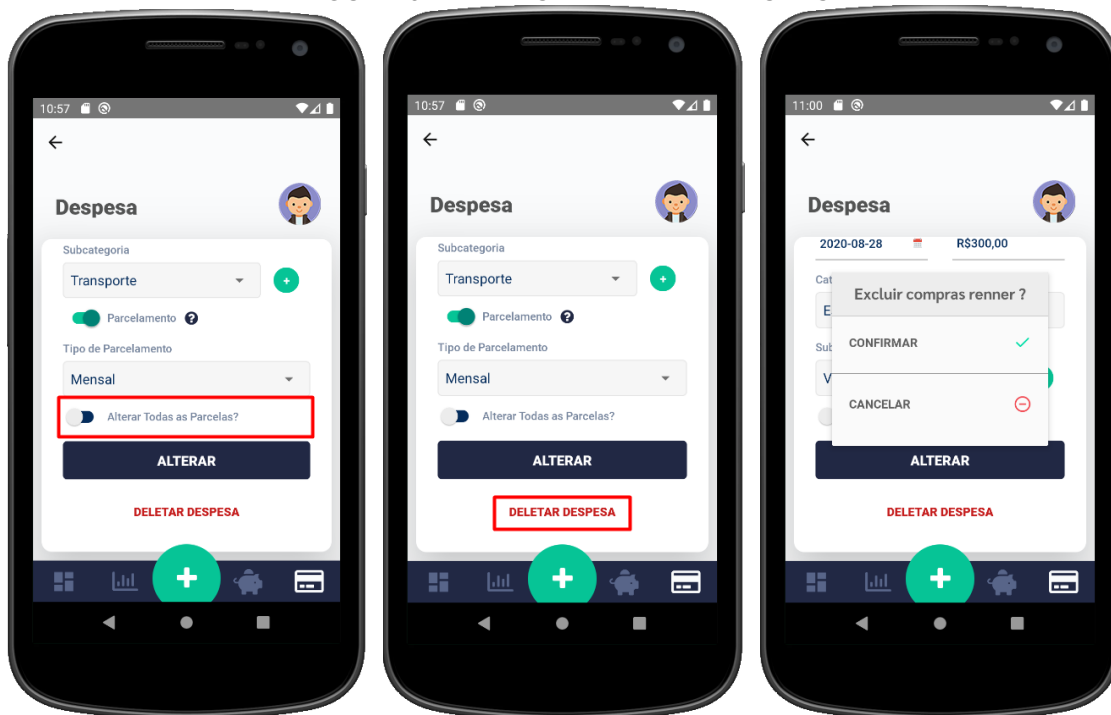 10:57
Despesa
Subcategoria
Transporte
Parcelamento
Tipo de Parcelamento
Mensal
Alterar Todas as Parcelas?
ALTERAR
DELETAR DESPESA
10:57
Despesa
Subcategoria
Transporte
Parcelamento
Tipo de Parcelamento
Mensal
Alterar Todas as Parcelas?
ALTERAR
DELETAR DESPESA
11:00
Despesa
2020-08-28 R$300,00
Cat
Excluir compras renner ?
E
Sub
CONFIRMAR
V
CANCELAR
ALTERAR
DELETAR DESPESA